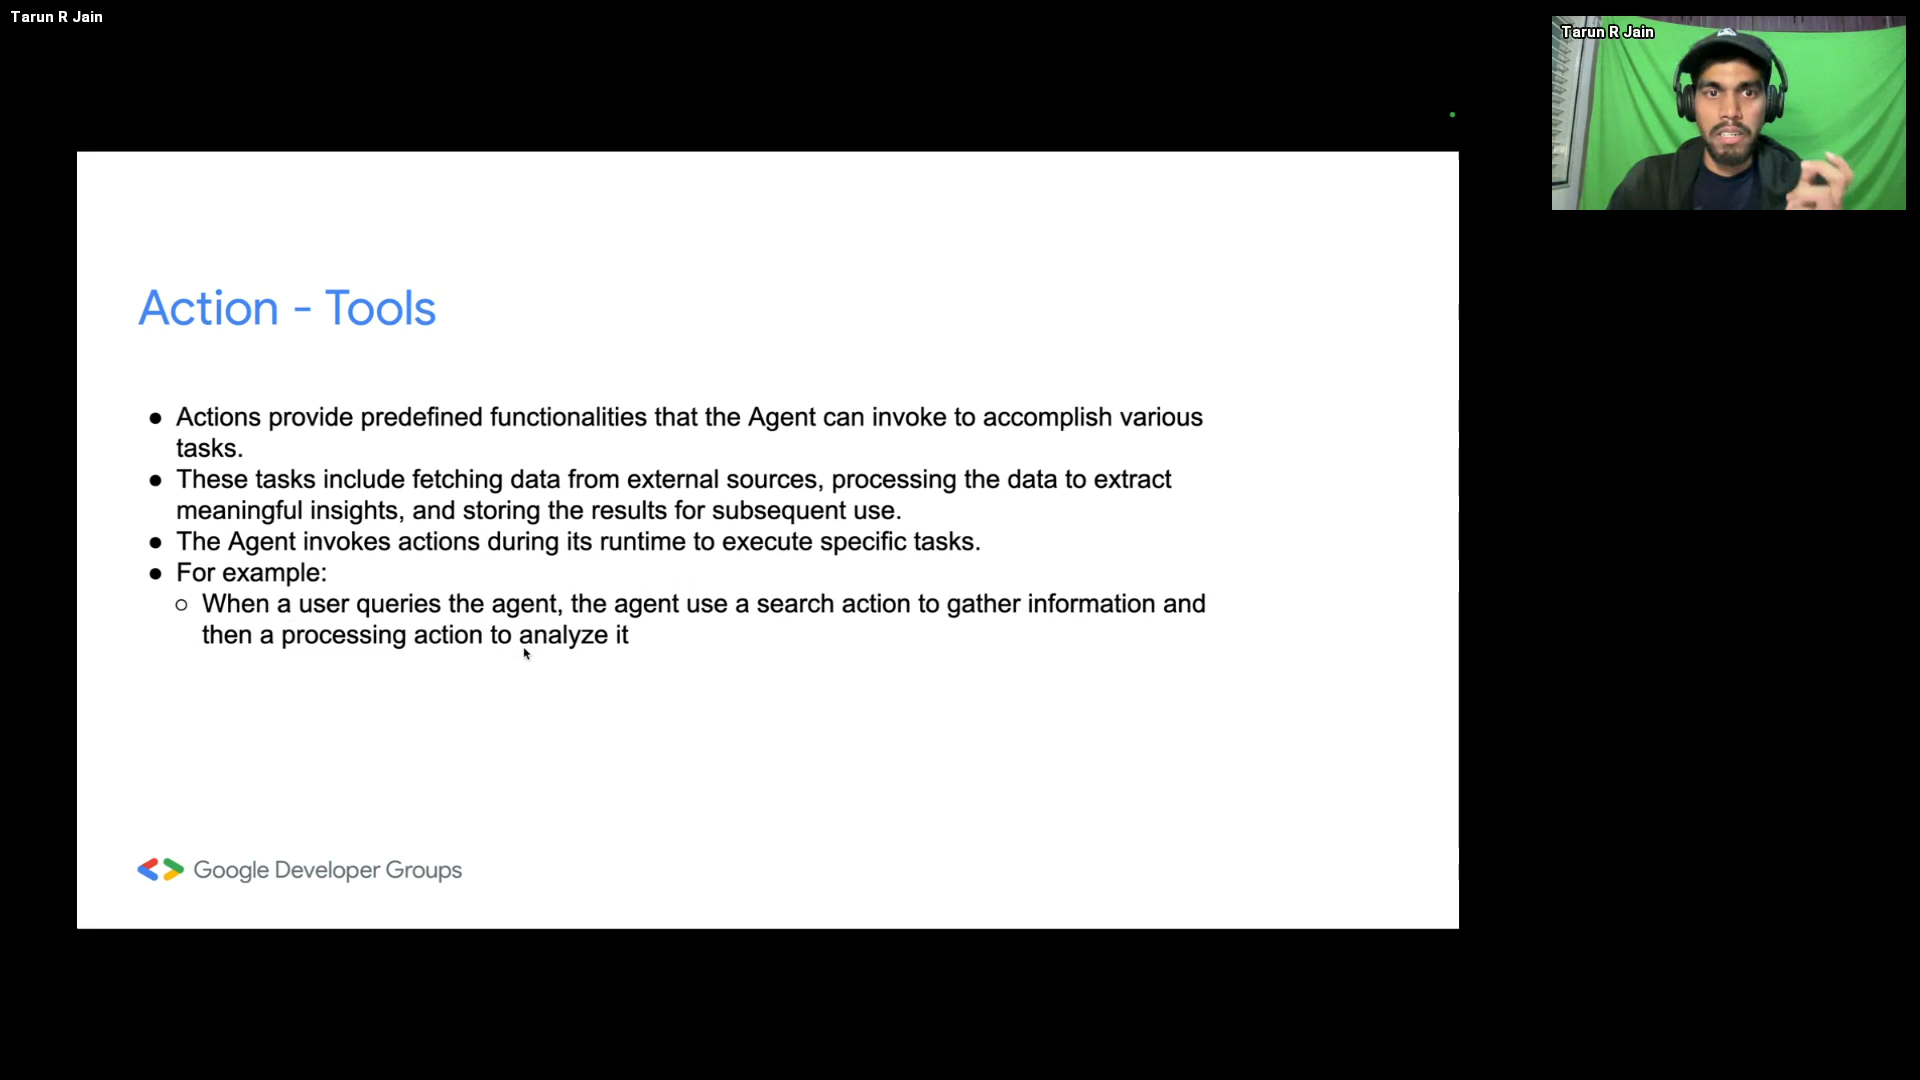 Tarun R Jain
Tarun R Jain
Action - Tools
● Actions provide predefined functionalities that the Agent can invoke to accomplish various
tasks.
● These tasks include fetching data from external sources, processing the data to extract
meaningful insights, and storing the results for subsequent use.
● The Agent invokes actions during its runtime to execute specific tasks.
● For example:
○ When a user queries the agent, the agent use a search action to gather information and
then a processing action to analyze it
Google Developer Groups